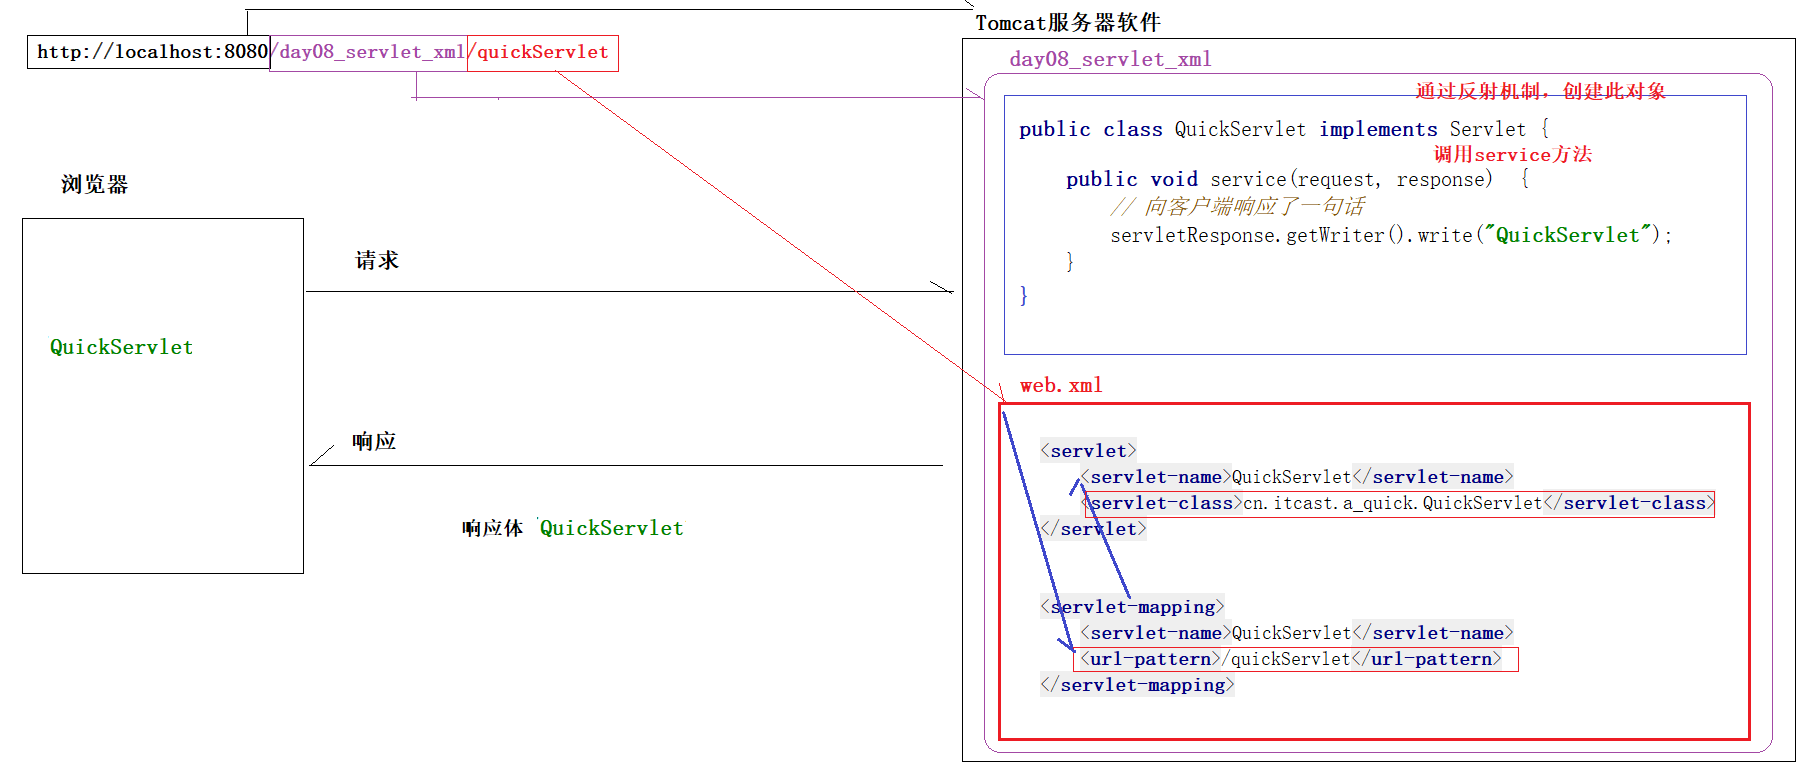 http://localhost:8080/day08_servlet_xml/quickServlet
浏览器
QuickServlet
请求
响应
响应体 QuickServlet
Tomcat服务器软件
day08_servlet_xml
通过反射机制，创建此对象
public class QuickServlet implements Servlet {
调用service方法
public void service(request, response) {
// 向客户端响应了一句话
servletResponse.getWriter().write("QuickServlet");
}
}
web.xml
<servlet>
<servlet-name>QuickServlet</servlet-name>
<servlet-class>cn.itcast.a_quick.QuickServlet</servlet-class>
</servlet>
<servlet-mapping>
<servlet-name>QuickServlet</servlet-name>
<url-pattern>/quickServlet</url-pattern>
</servlet-mapping>